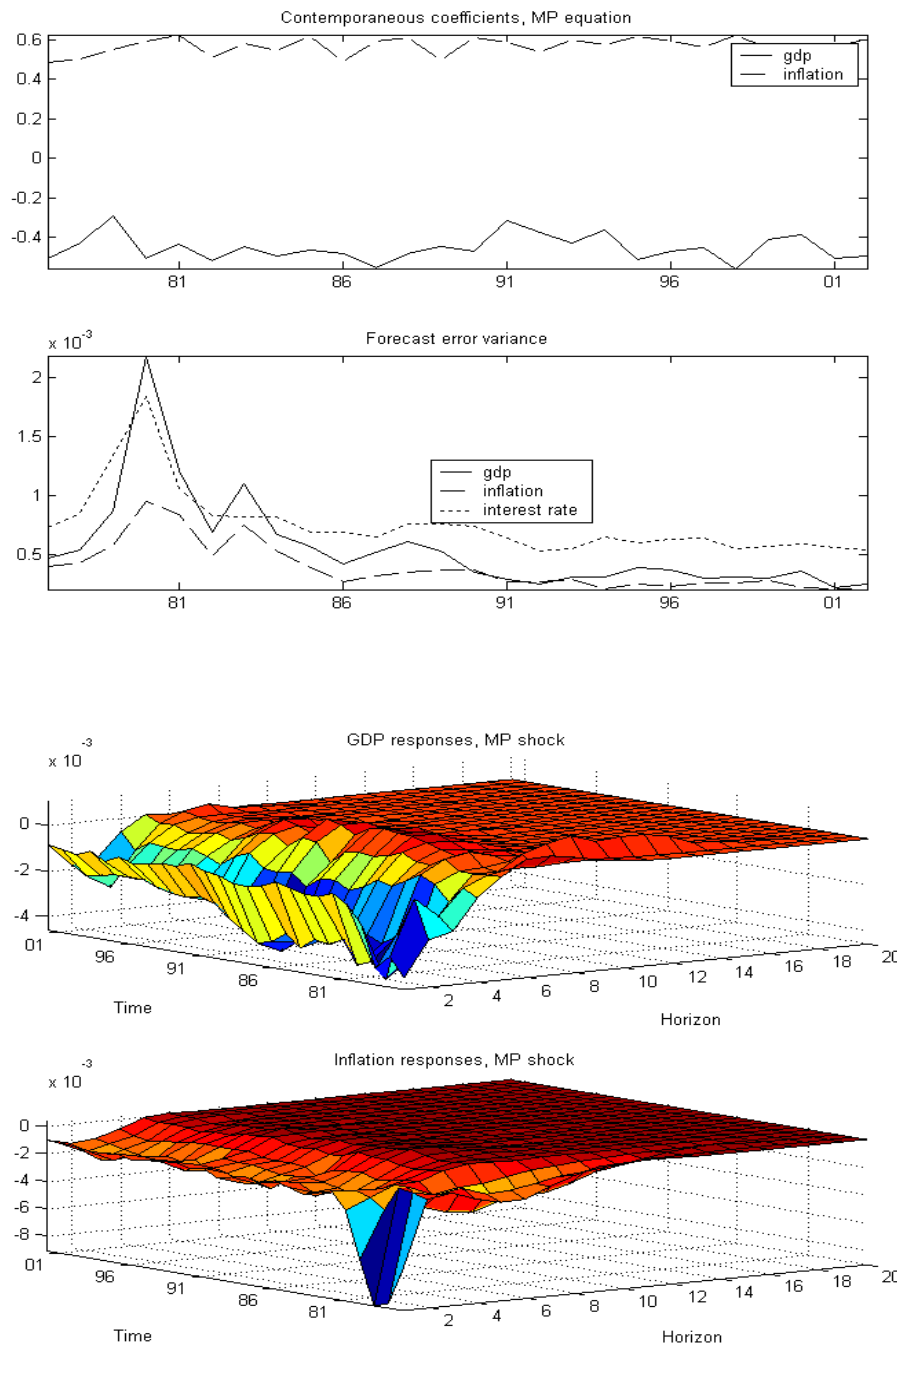 Contemporaneous coefficients, MP equation
0.6
0.4
0.2
0
-0.2
-0.4
gdp
inflation
81 86 91 96 01
Forecast error variance
x 10^-3
2
1.5
1
0.5
gdp
inflation
interest rate
81 86 91 96 01
GDP responses, MP shock
x 10^-3
0
-2
-4
01 96 91 86 81
2 4 6 8 10 12 14 16 18 20
Time
Horizon
Inflation responses, MP shock
x 10^-3
0
-2
-4
-6
-8
01 96 91 86 81
2 4 6 8 10 12 14 16 18 20
Time
Horizon